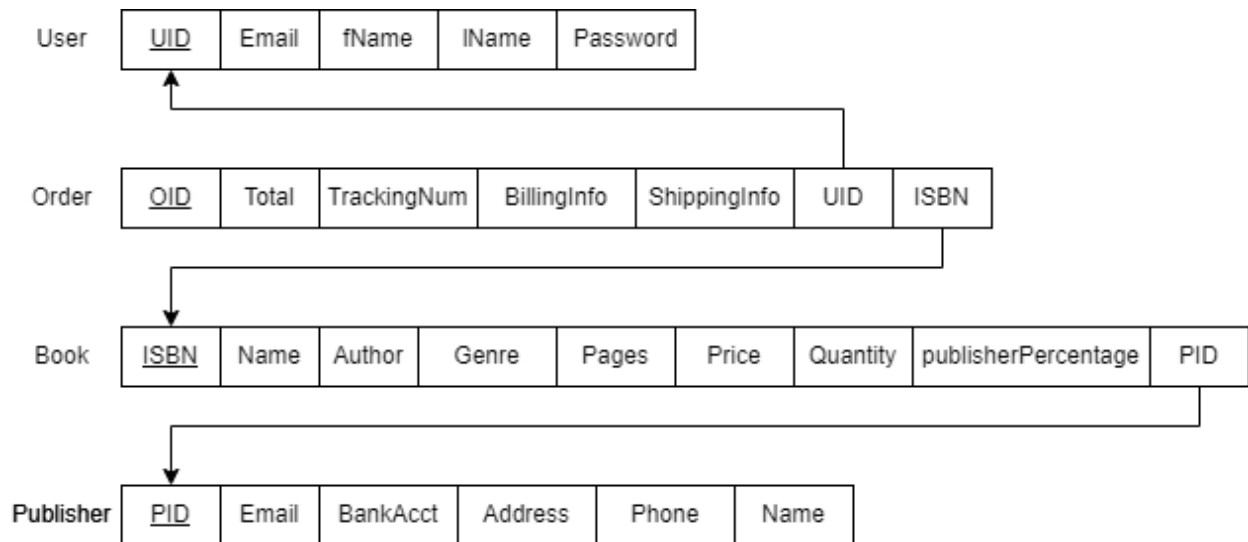 User UID Email fName lName Password
Order OID Total TrackingNum BillingInfo ShippingInfo UID ISBN
Book ISBN Name Author Genre Pages Price Quantity publisherPercentage PID
Publisher PID Email BankAcct Address Phone Name